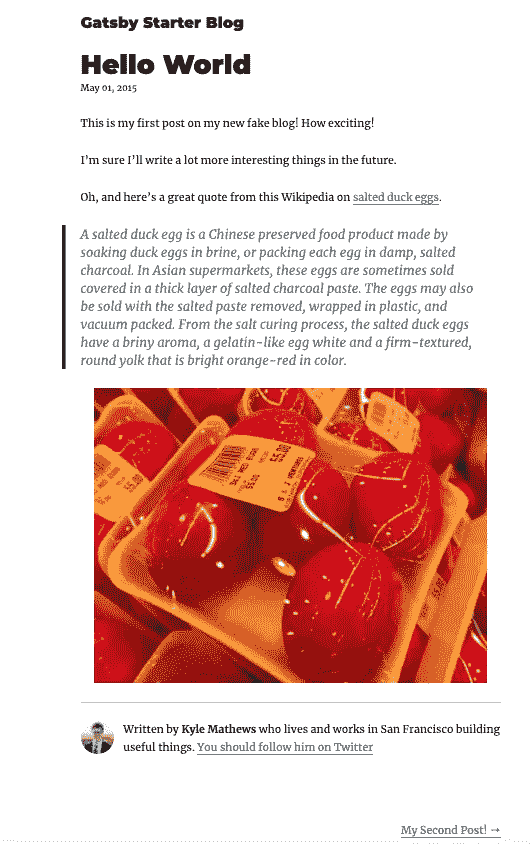 Gatsby Starter Blog
Hello World
May 01, 2015
This is my first post on my new fake blog! How exciting!
I’m sure I’ll write a lot more interesting things in the future.
Oh, and here’s a great quote from this Wikipedia on salted duck eggs.
A salted duck egg is a Chinese preserved food product made by
soaking duck eggs in brine, or packing each egg in damp, salted
charcoal. In Asian supermarkets, these eggs are sometimes sold
covered in a thick layer of salted charcoal paste. The eggs may also
be sold with the salted paste removed, wrapped in plastic, and
vacuum packed. From the salt curing process, the salted duck eggs
have a briny aroma, a gelatin-like egg white and a firm-textured,
round yolk that is bright orange-red in color.
$5.00
Written by Kyle Mathews who lives and works in San Francisco building
useful things. You should follow him on Twitter
My Second Post! →